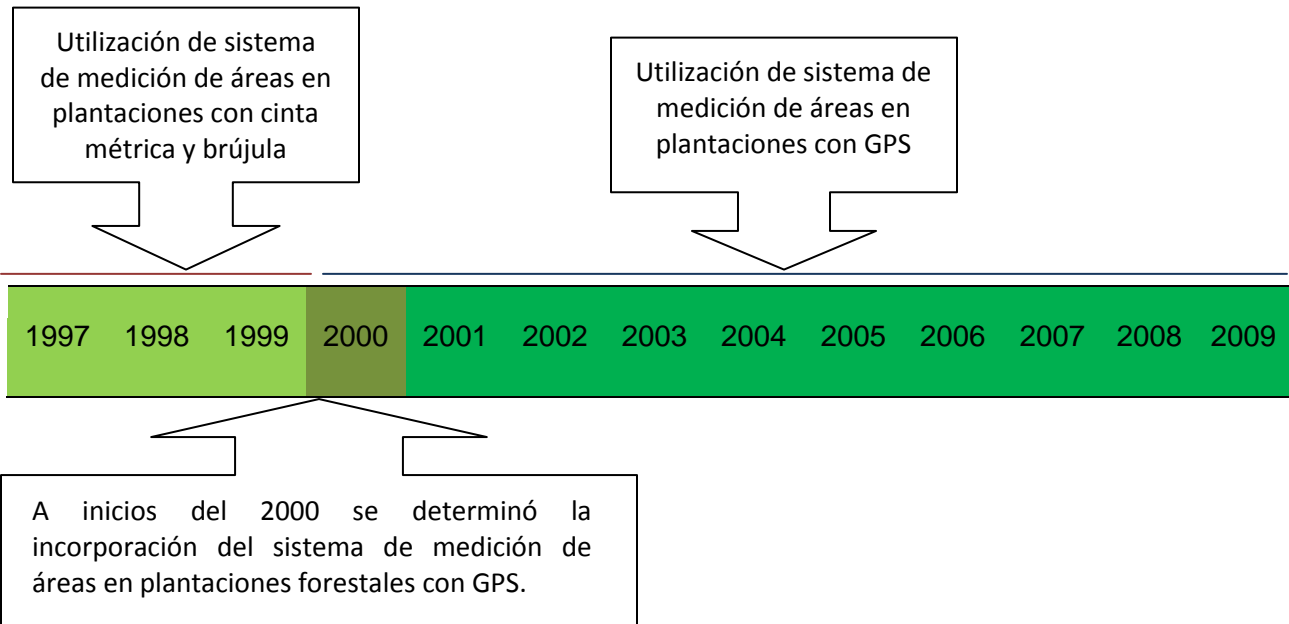 Utilización de sistema
de medición de áreas en
plantaciones con cinta
métrica y brújula
Utilización de sistema de
medición de áreas en
plantaciones con GPS
1997 1998 1999 2000 2001 2002 2003 2004 2005 2006 2007 2008 2009
A inicios del 2000 se determinó la
incorporación del sistema de medición de
áreas en plantaciones forestales con GPS.